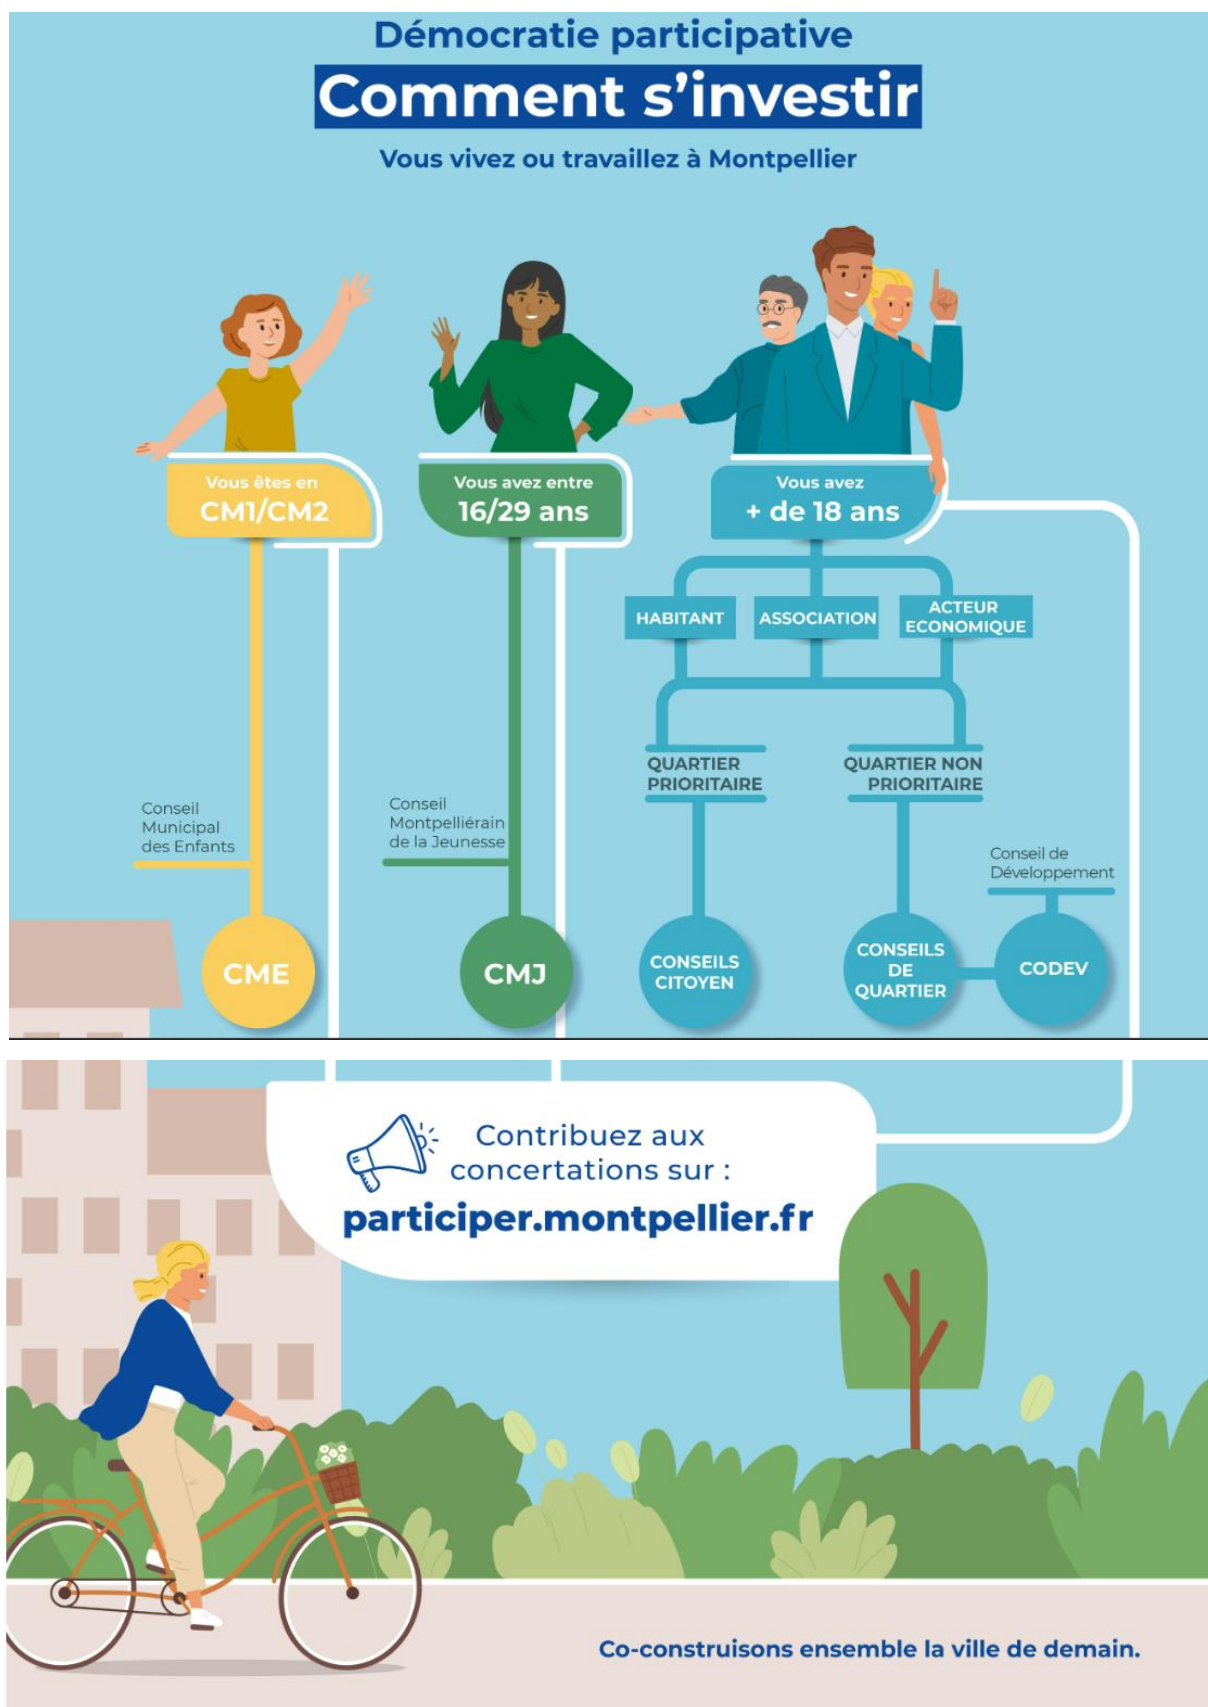 Démocratie participative
Comment s'investir
Vous vivez ou travaillez à Montpellier
Vous êtes en
CM1/CM2
Vous avez entre
16/29 ans
Vous avez
+ de 18 ans
HABITANT
ASSOCIATION
ACTEUR
ECONOMIQUE
QUARTIER
PRIORITAIRE
QUARTIER NON
PRIORITAIRE
Conseil
Municipal
des Enfants
Conseil
Montpelliérain
de la Jeunesse
Conseil de
Développement
CME
CMJ
CONSEILS
CITOYEN
CONSEILS
DE
QUARTIER
CODEV
Contribuez aux
concertations sur :
participer.montpellier.fr
Co-construisons ensemble la ville de demain.